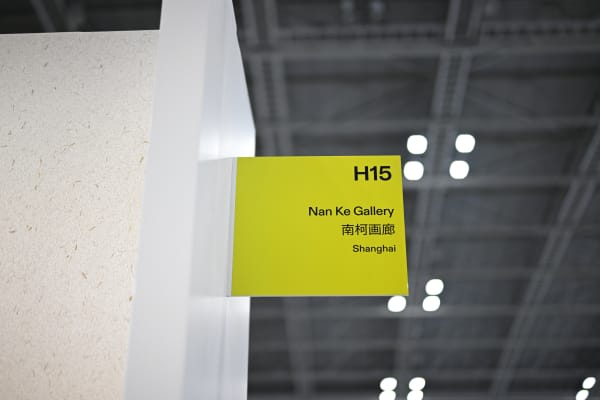 H15
Nan Ke Gallery
南柯画廊
Shanghai